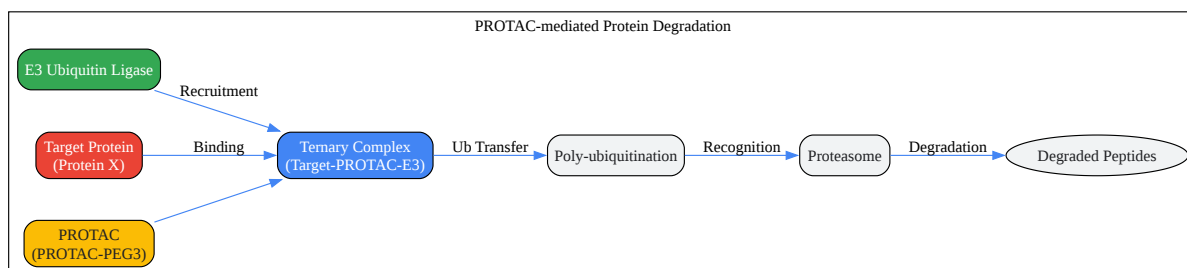 PROTAC-mediated Protein Degradation
E3 Ubiquitin Ligase
Recruitment
Target Protein
(Protein X)
Binding
Ternary Complex
(Target-PROTAC-E3)
Ub Transfer
Poly-ubiquitination
Recognition
Proteasome
Degradation
Degraded Peptides
PROTAC
(PROTAC-PEG3)